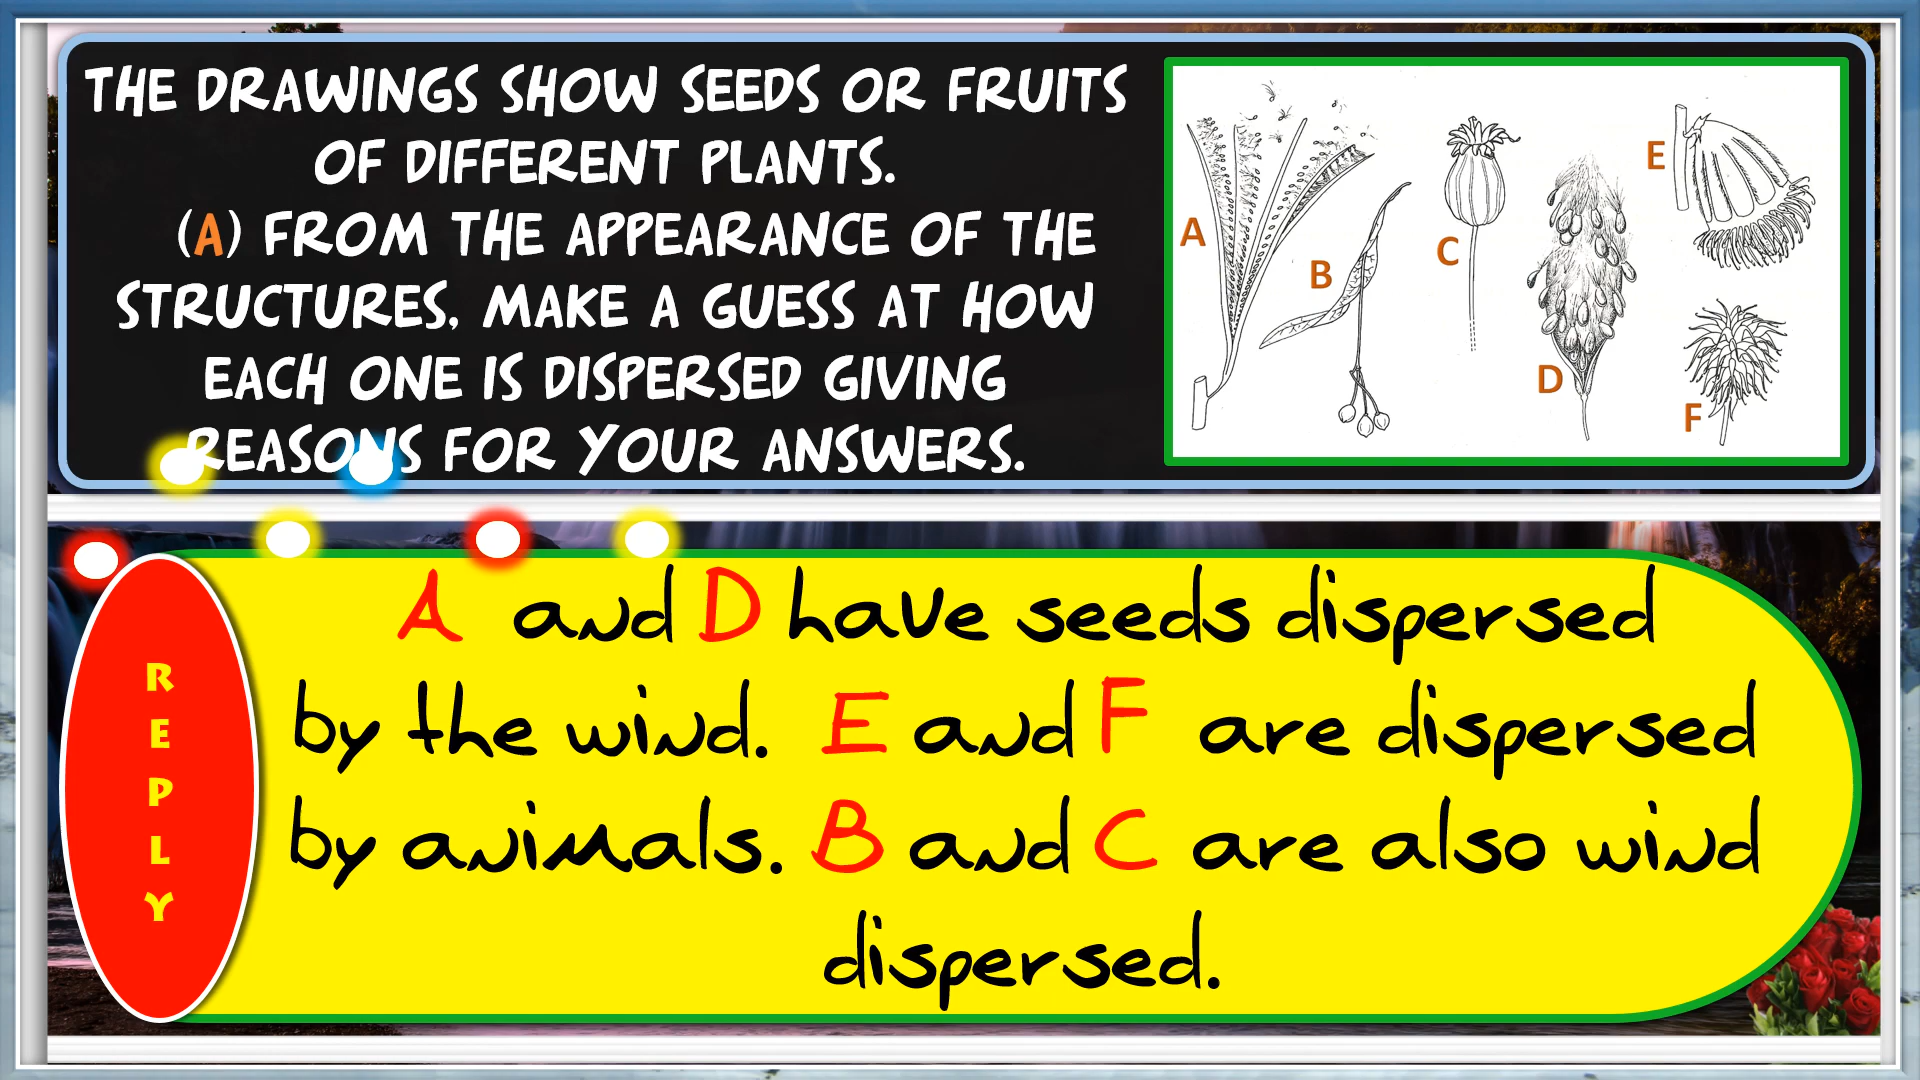 THE DRAWINGS SHOW SEEDS OR FRUITS
OF DIFFERENT PLANTS.
(A) FROM THE APPEARANCE OF THE
STRUCTURES, MAKE A GUESS AT HOW
EACH ONE IS DISPERSED GIVING
REASONS FOR YOUR ANSWERS.
A
B
C
D
E
F
REPLY
A and D have seeds dispersed
by the wind. E and F are dispersed
by animals. B and C are also wind
dispersed.